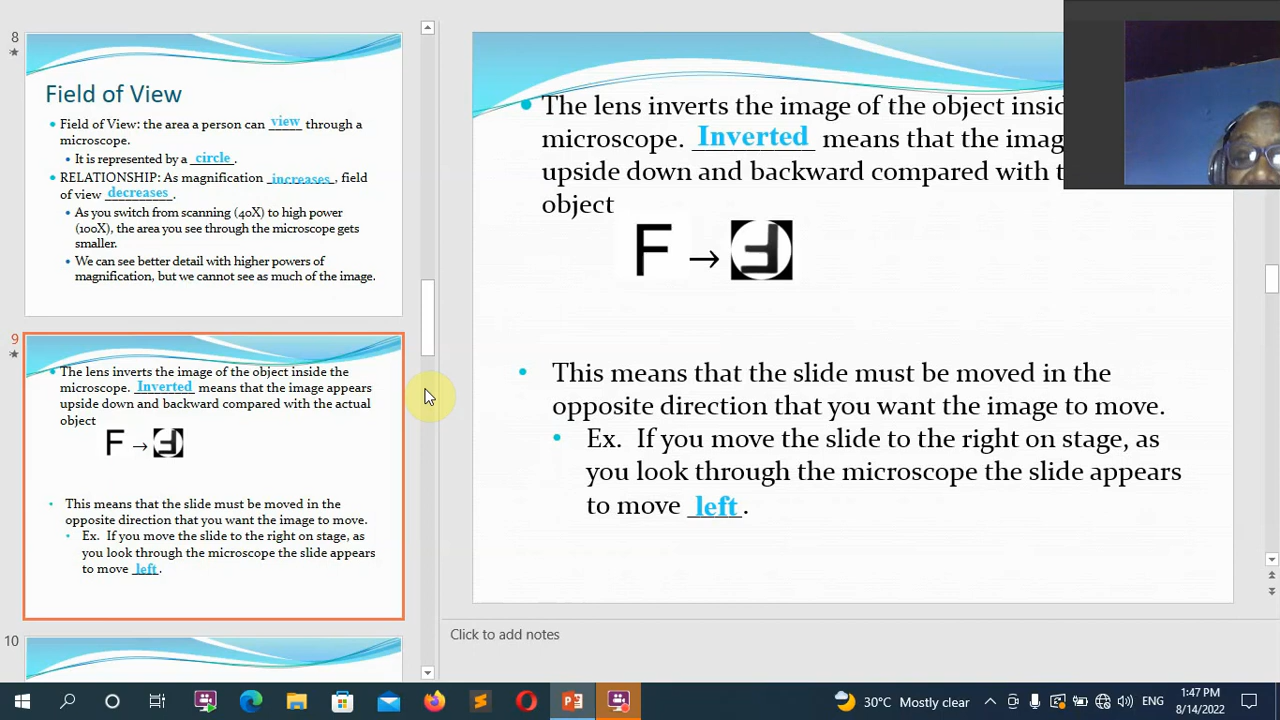 8
Field of View
• Field of View: the area a person can view through a
microscope.
• It is represented by a circle.
• RELATIONSHIP: As magnification increases, field
of view decreases.
• As you switch from scanning (40X) to high power
(100X), the area you see through the microscope gets
smaller.
• We can see better detail with higher powers of
magnification, but we cannot see as much of the image.
9
• The lens inverts the image of the object inside the
microscope. Inverted means that the image appears
upside down and backward compared with the actual
object
F → F
• This means that the slide must be moved in the
opposite direction that you want the image to move.
• Ex. If you move the slide to the right on stage, as
you look through the microscope the slide appears
to move left.
10
• The lens inverts the image of the object
microscope. Inverted means that the
upside down and backward compared with
object
F → F
• This means that the slide must be moved in the
opposite direction that you want the image to move.
• Ex. If you move the slide to the right on stage, as
you look through the microscope the slide appears
to move left.
Click to add notes
30°C Mostly clear
ENG
1:47 PM
8/14/2022